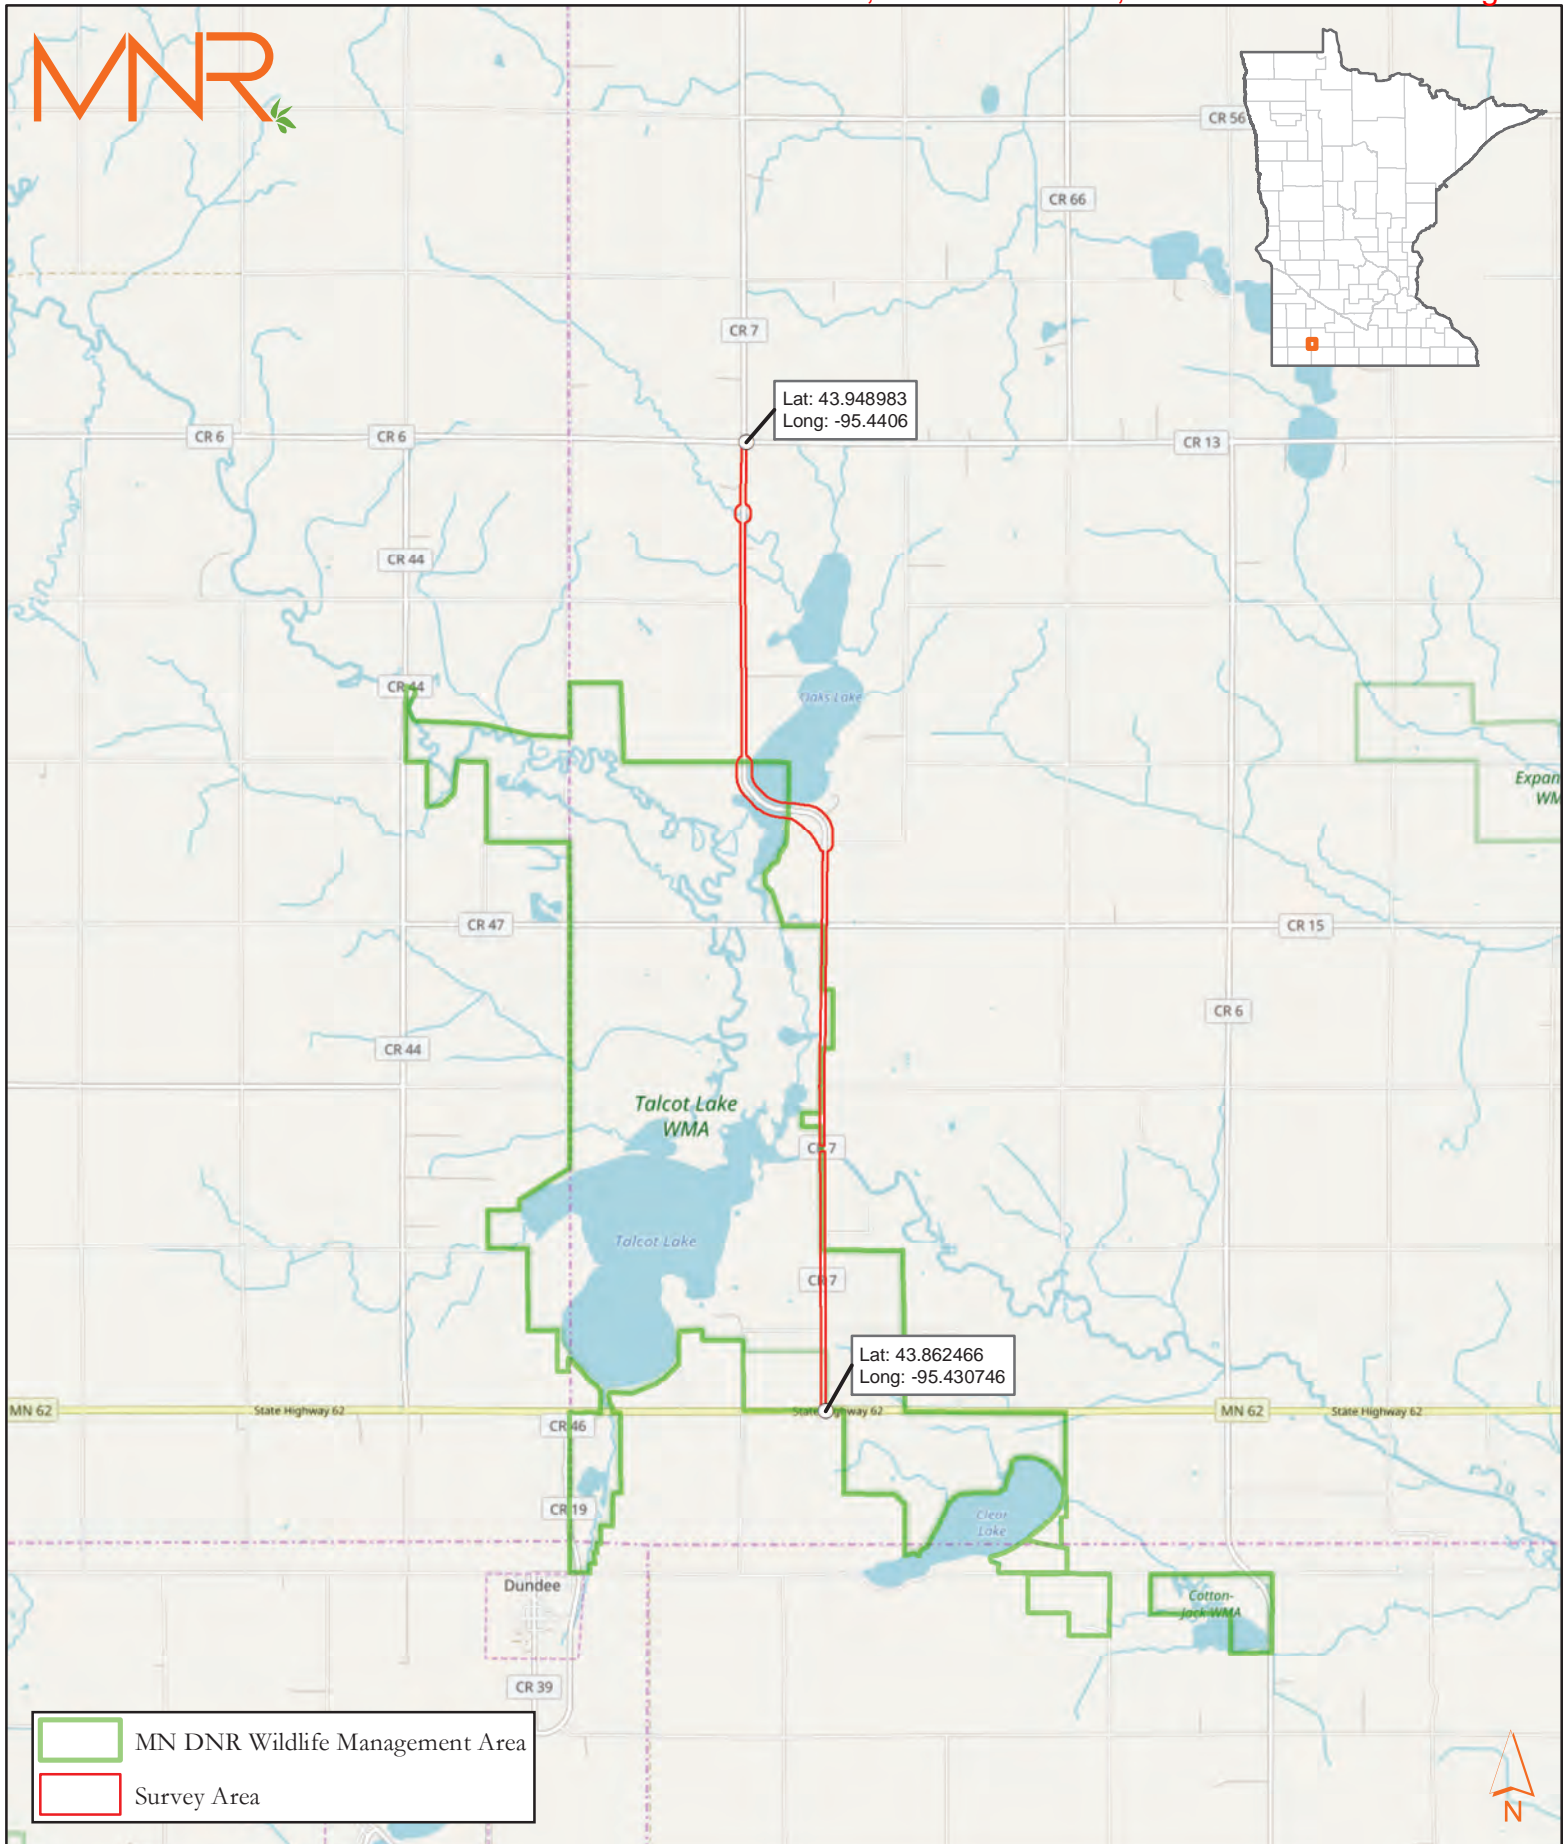 MNR
CR 56
CR 66
CR 7
Lat: 43.948983
Long: -95.4406
CR 6
CR 6
CR 13
CR 44
CR 44
Oaks Lake
CR 47
CR 15
CR 6
CR 44
Talcot Lake
WMA
CR 7
Talcot Lake
CR 7
Lat: 43.862466
Long: -95.430746
MN 62
State Highway 62
State Highway 62
MN 62
State Highway 62
CR 46
CR 19
Clear
Lake
Dundee
Cotton-
Jack WMA
CR 39
MN DNR Wildlife Management Area
Survey Area
N